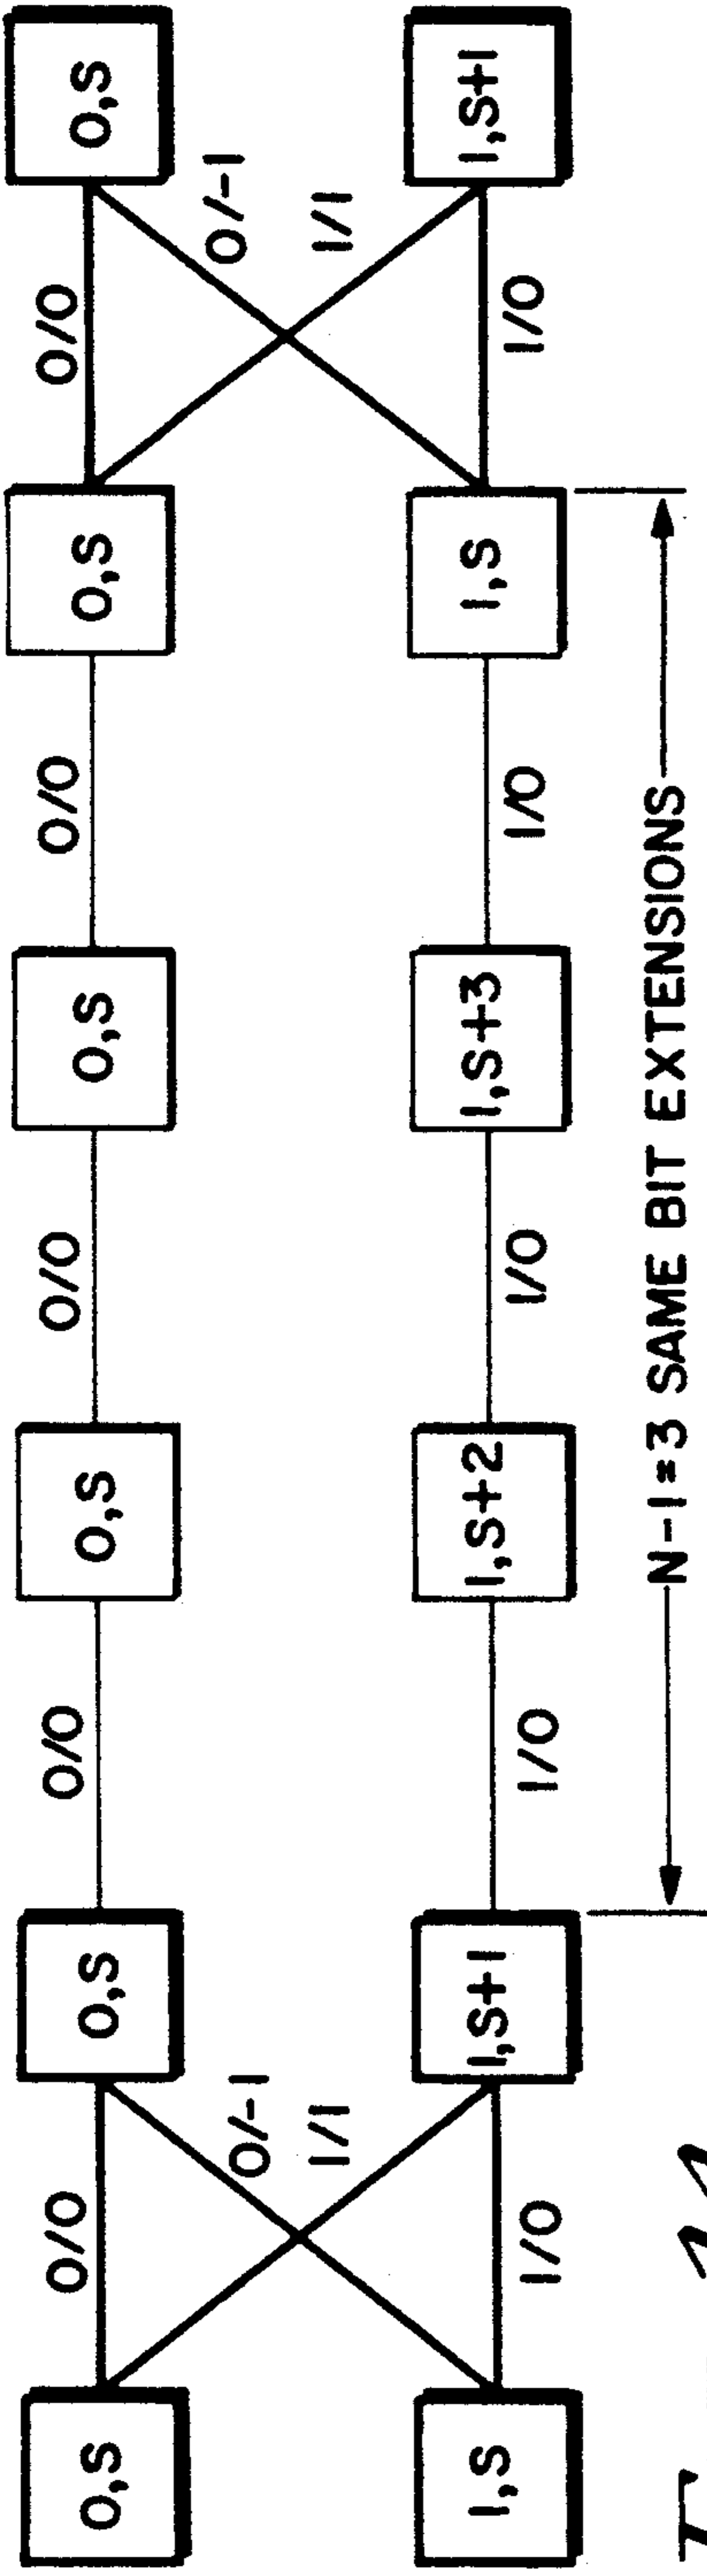 0/0 0/0 0/0 0/0 0/0
0,S 0,S 0,S 0,S 0,S 0,S
0/-1 0/-1
1/1 1/1
1,S 1,S+1 1,S+2 1,S+3 1,S 1,S+1
1/0 1/0 1/0 1/0 1/0
N-1=3 SAME BIT EXTENSIONS